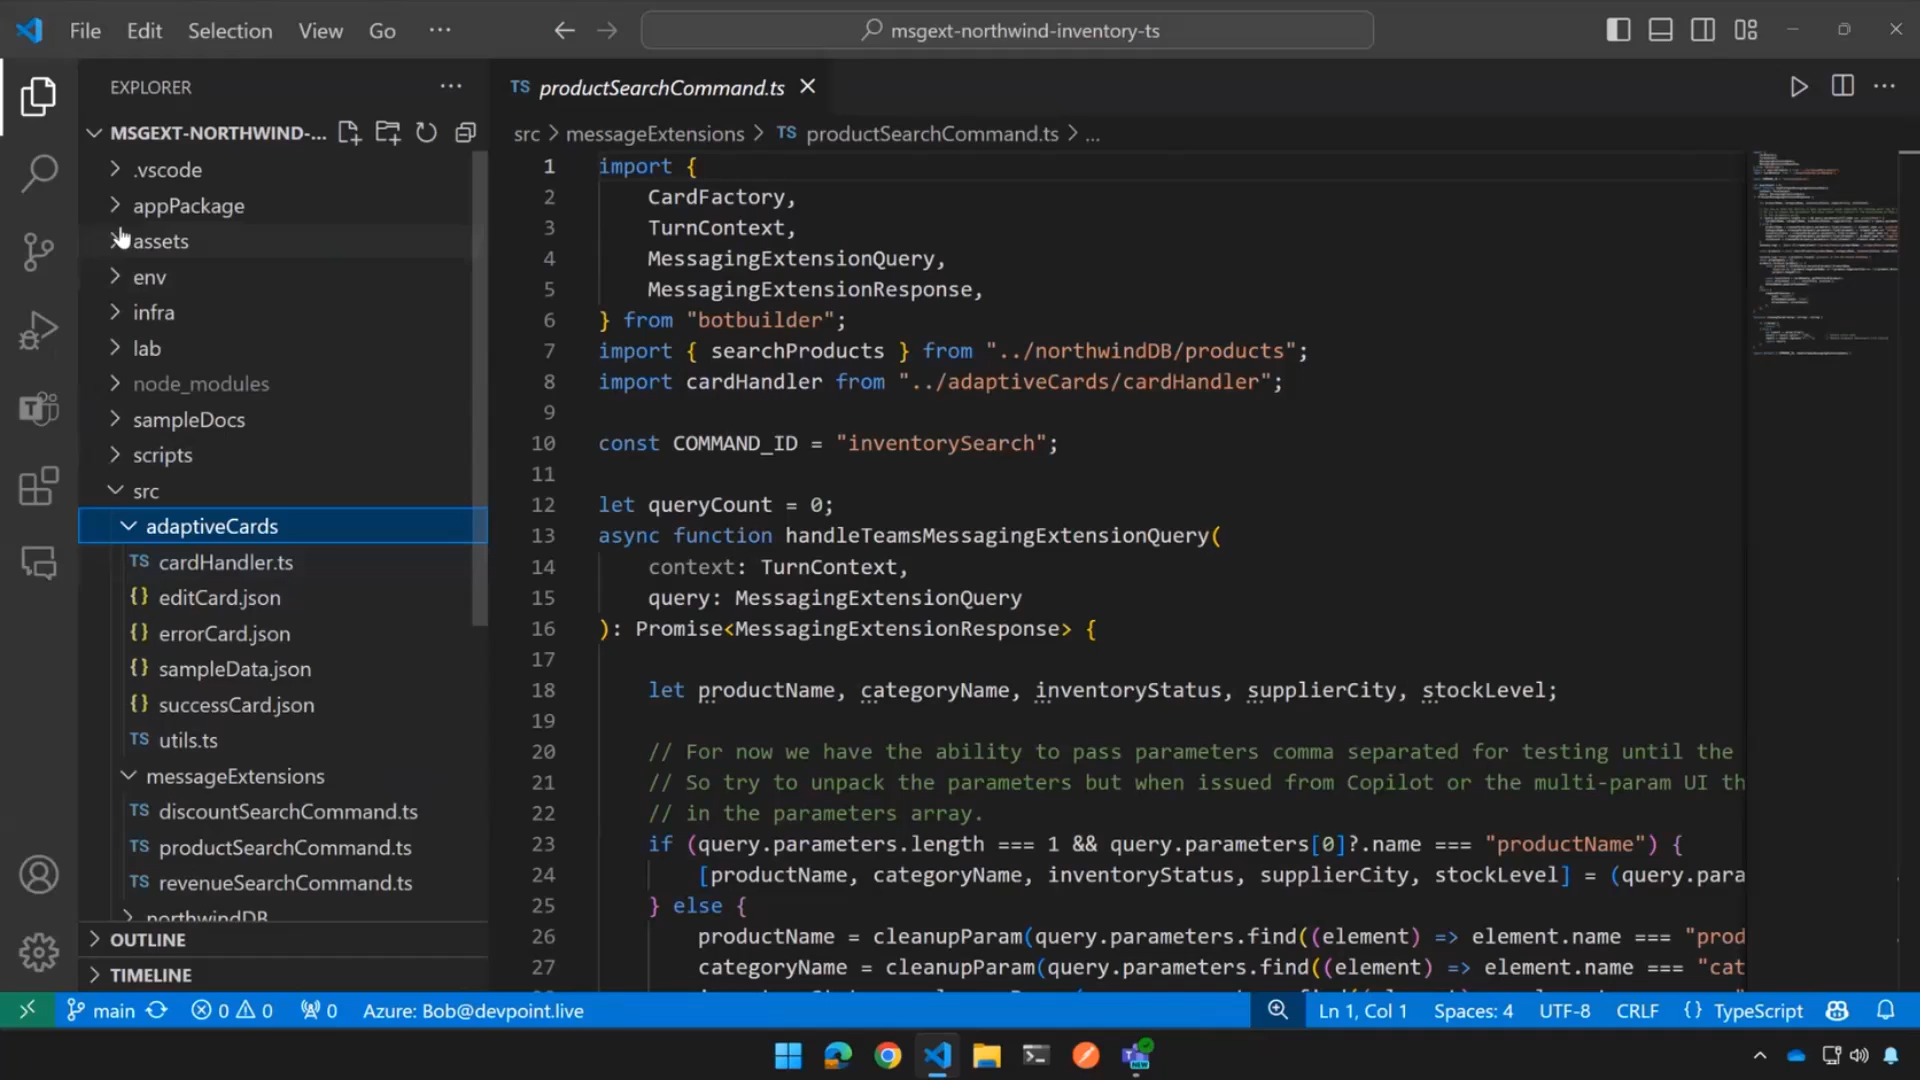 File Edit Selection View Go ···
msgext-northwind-inventory-ts
EXPLORER
MSGEXT-NORTHWIND-...
.vscode
appPackage
assets
env
infra
lab
node_modules
sampleDocs
scripts
src
adaptiveCards
TS cardHandler.ts
{} editCard.json
{} errorCard.json
{} sampleData.json
{} successCard.json
TS utils.ts
messageExtensions
TS discountSearchCommand.ts
TS productSearchCommand.ts
TS revenueSearchCommand.ts
northwindDB
OUTLINE
TIMELINE
TS productSearchCommand.ts
src > messageExtensions > TS productSearchCommand.ts > ...
1 import {
2 CardFactory,
3 TurnContext,
4 MessagingExtensionQuery,
5 MessagingExtensionResponse,
6 } from "botbuilder";
7 import { searchProducts } from "../northwindDB/products";
8 import cardHandler from "../adaptiveCards/cardHandler";
9
10 const COMMAND_ID = "inventorySearch";
11
12 let queryCount = 0;
13 async function handleTeamsMessagingExtensionQuery(
14 context: TurnContext,
15 query: MessagingExtensionQuery
16 ): Promise<MessagingExtensionResponse> {
17
18 let productName, categoryName, inventoryStatus, supplierCity, stockLevel;
19
20 // For now we have the ability to pass parameters comma separated for testing until the
21 // So try to unpack the parameters but when issued from Copilot or the multi-param UI th
22 // in the parameters array.
23 if (query.parameters.length === 1 && query.parameters[0]?.name === "productName") {
24 [productName, categoryName, inventoryStatus, supplierCity, stockLevel] = (query.para
25 } else {
26 productName = cleanupParam(query.parameters.find((element) => element.name === "prod
27 categoryName = cleanupParam(query.parameters.find((element) => element.name === "cat
main 0 0 0 Azure: Bob@devpoint.live Ln 1, Col 1 Spaces: 4 UTF-8 CRLF {} TypeScript
NEW